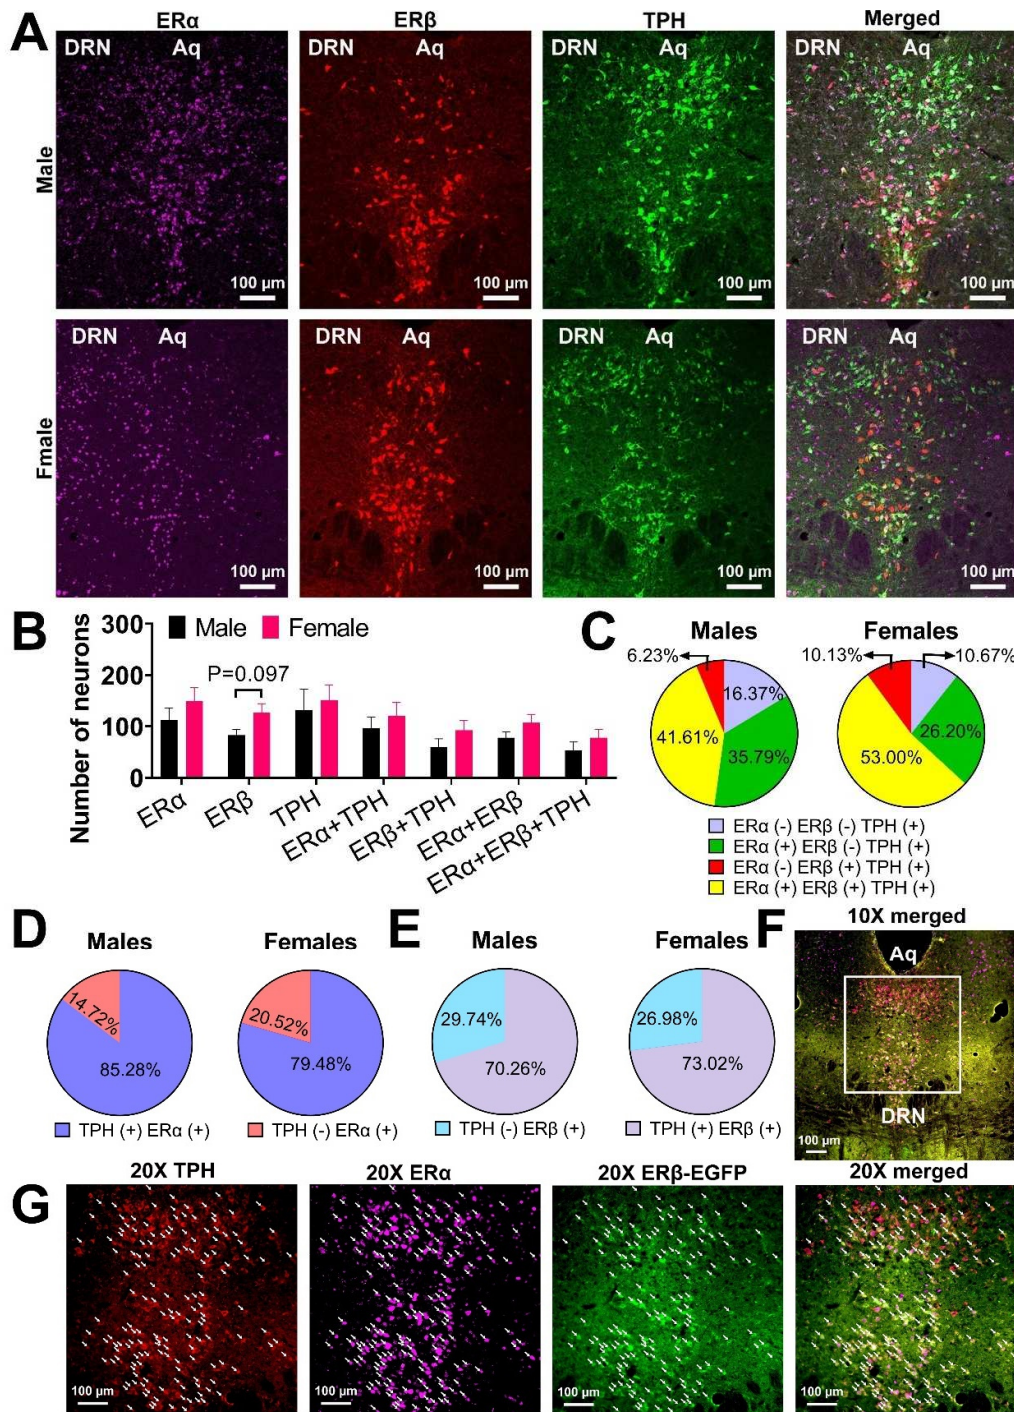 A
ERα ERβ TPH Merged
Male
DRN Aq DRN Aq DRN Aq DRN Aq
100 μm 100 μm 100 μm 100 μm
Fmale
DRN Aq DRN Aq DRN Aq DRN Aq
100 μm 100 μm 100 μm 100 μm
B
Number of neurons
300
200
100
0
Male Female
P=0.097
ERα ERβ TPH ERα+TPH ERβ+TPH ERα+ERβ ERα+ERβ+TPH
C
Males Females
6.23% 16.37% 35.79% 41.61%
10.13% 10.67% 26.20% 53.00%
ERα (-) ERβ (-) TPH (+)
ERα (+) ERβ (-) TPH (+)
ERα (-) ERβ (+) TPH (+)
ERα (+) ERβ (+) TPH (+)
D
Males Females
14.72% 20.52%
85.28% 79.48%
TPH (+) ERα (+) TPH (-) ERα (+)
E
Males Females
29.74% 26.98%
70.26% 73.02%
TPH (-) ERβ (+) TPH (+) ERβ (+)
F
10X merged
Aq
DRN
100 μm
G
20X TPH 20X ERα 20X ERβ-EGFP 20X merged
100 μm 100 μm 100 μm 100 μm